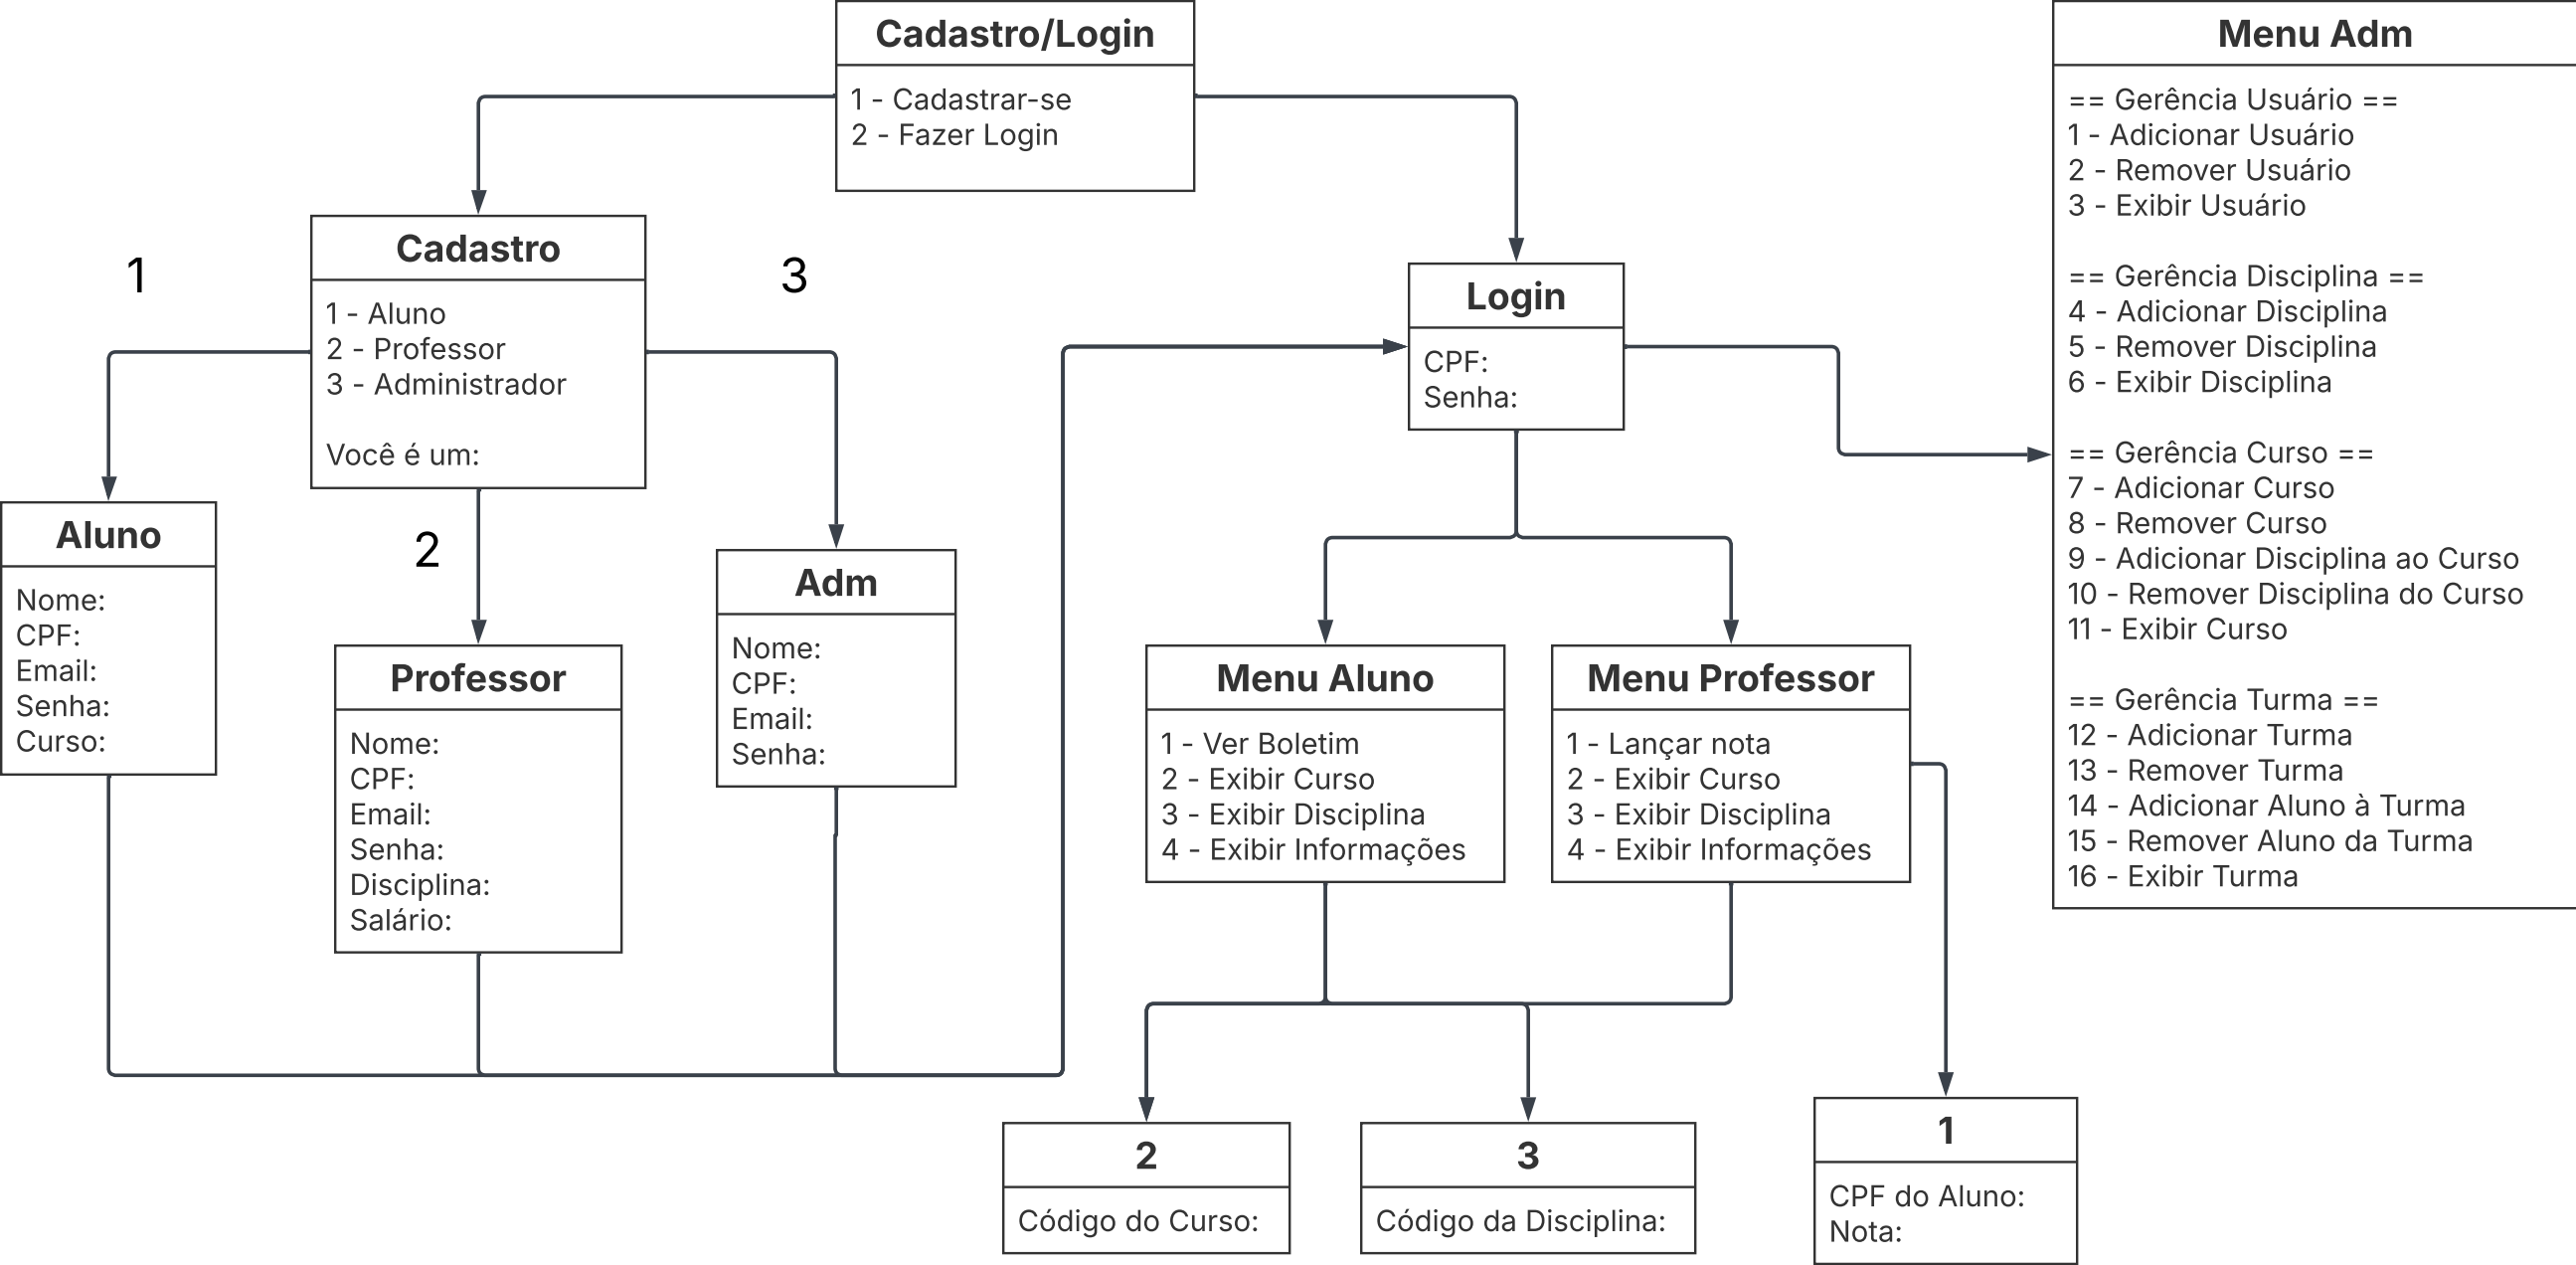 Cadastro/Login
1 - Cadastrar-se
2 - Fazer Login
Menu Adm
== Gerência Usuário ==
1 - Adicionar Usuário
2 - Remover Usuário
3 - Exibir Usuário
== Gerência Disciplina ==
4 - Adicionar Disciplina
5 - Remover Disciplina
6 - Exibir Disciplina
== Gerência Curso ==
7 - Adicionar Curso
8 - Remover Curso
9 - Adicionar Disciplina ao Curso
10 - Remover Disciplina do Curso
11 - Exibir Curso
== Gerência Turma ==
12 - Adicionar Turma
13 - Remover Turma
14 - Adicionar Aluno à Turma
15 - Remover Aluno da Turma
16 - Exibir Turma
1
Cadastro
1 - Aluno
2 - Professor
3 - Administrador
Você é um:
3
Login
CPF:
Senha:
Aluno
Nome:
CPF:
Email:
Senha:
Curso:
2
Professor
Nome:
CPF:
Email:
Senha:
Disciplina:
Salário:
Adm
Nome:
CPF:
Email:
Senha:
Menu Aluno
1 - Ver Boletim
2 - Exibir Curso
3 - Exibir Disciplina
4 - Exibir Informações
Menu Professor
1 - Lançar nota
2 - Exibir Curso
3 - Exibir Disciplina
4 - Exibir Informações
2
Código do Curso:
3
Código da Disciplina:
1
CPF do Aluno:
Nota: